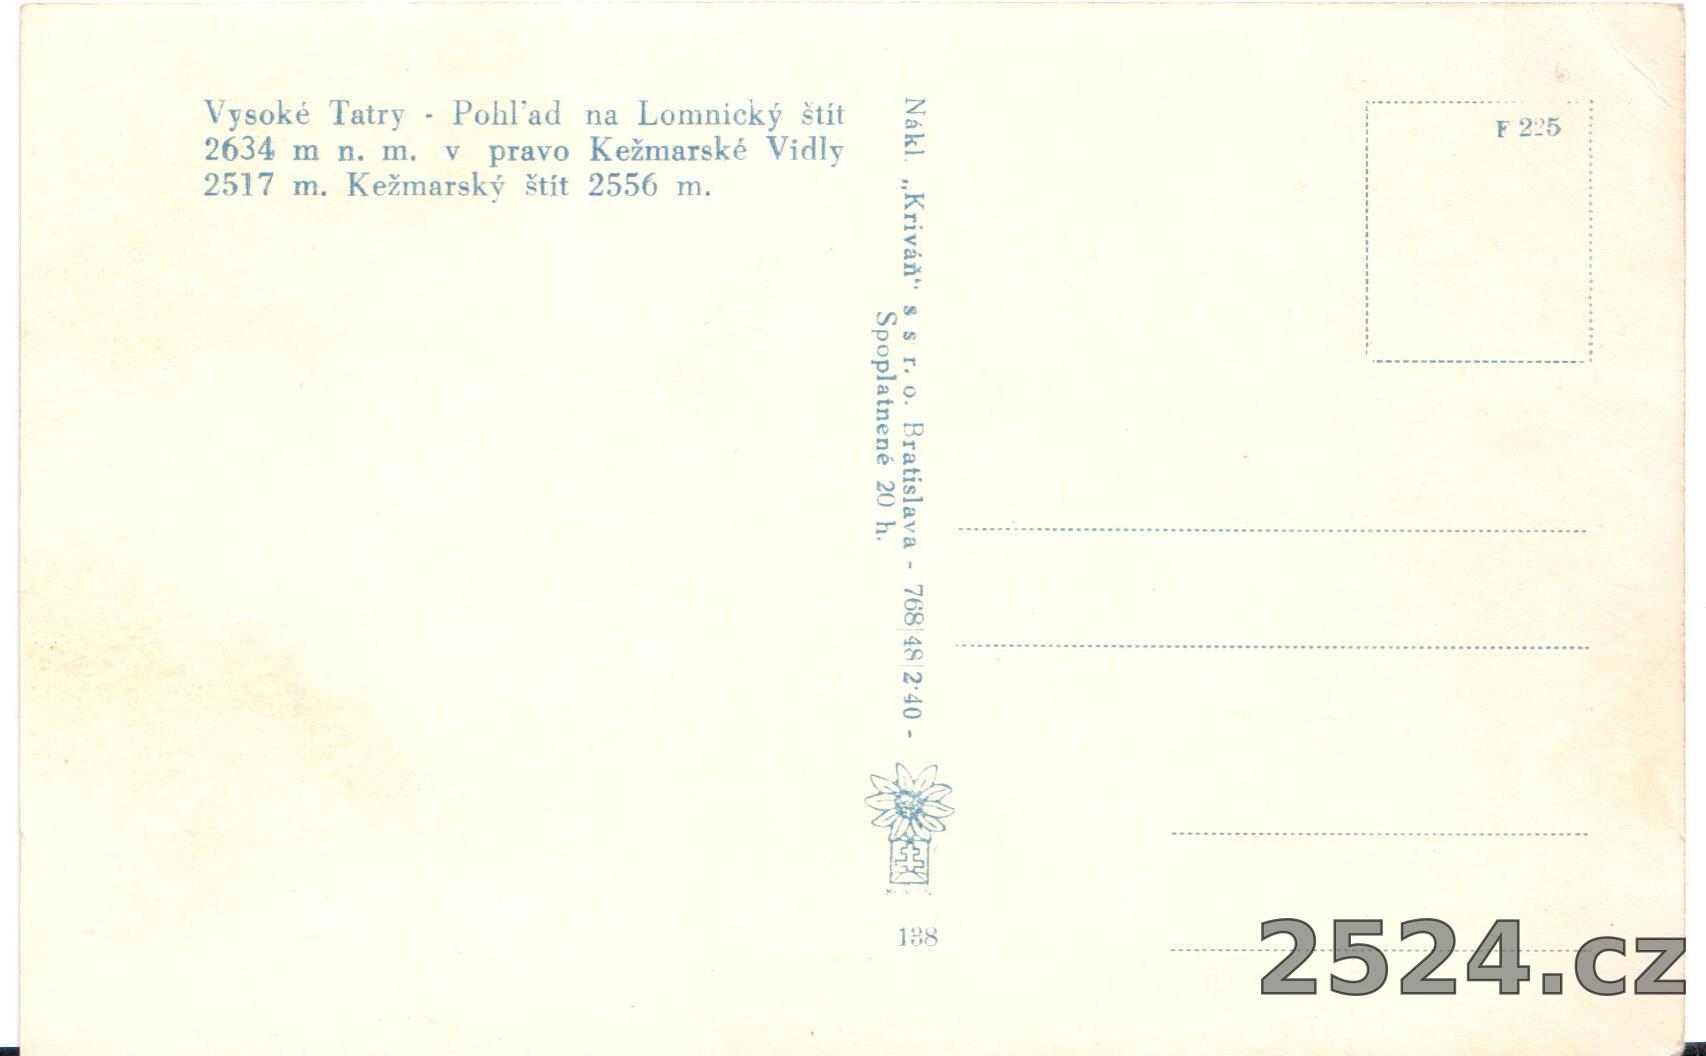 Vysoké Tatry - Pohľad na Lomnický štít
2634 m n. m. v pravo Kežmarské Vidly
2517 m. Kežmarský štít 2556 m.
Nákl. „Kriváň“ s s r. o. Bratislava - 768|48|2·40 -
Spoplatnené 20 h.
138
F 225
2524.cz